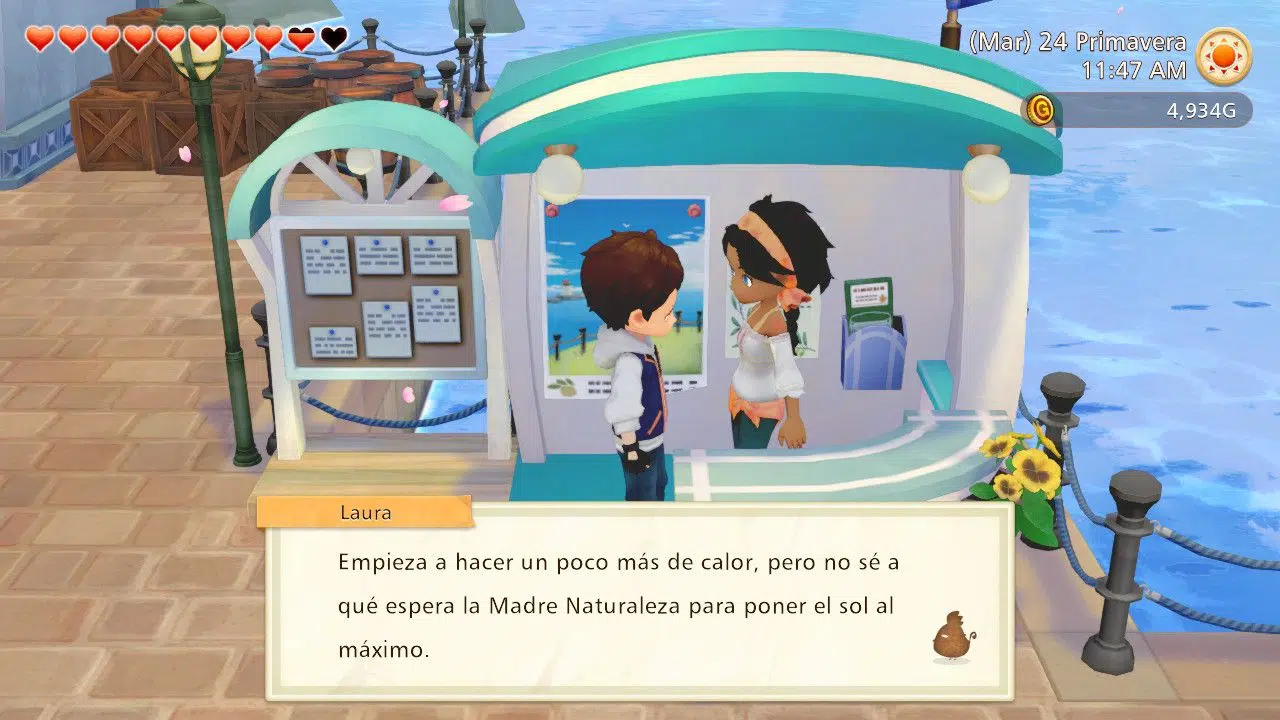 (Mar) 24 Primavera
11:47 AM
G
4,934G
Laura
Empieza a hacer un poco más de calor, pero no sé a
qué espera la Madre Naturaleza para poner el sol al
máximo.